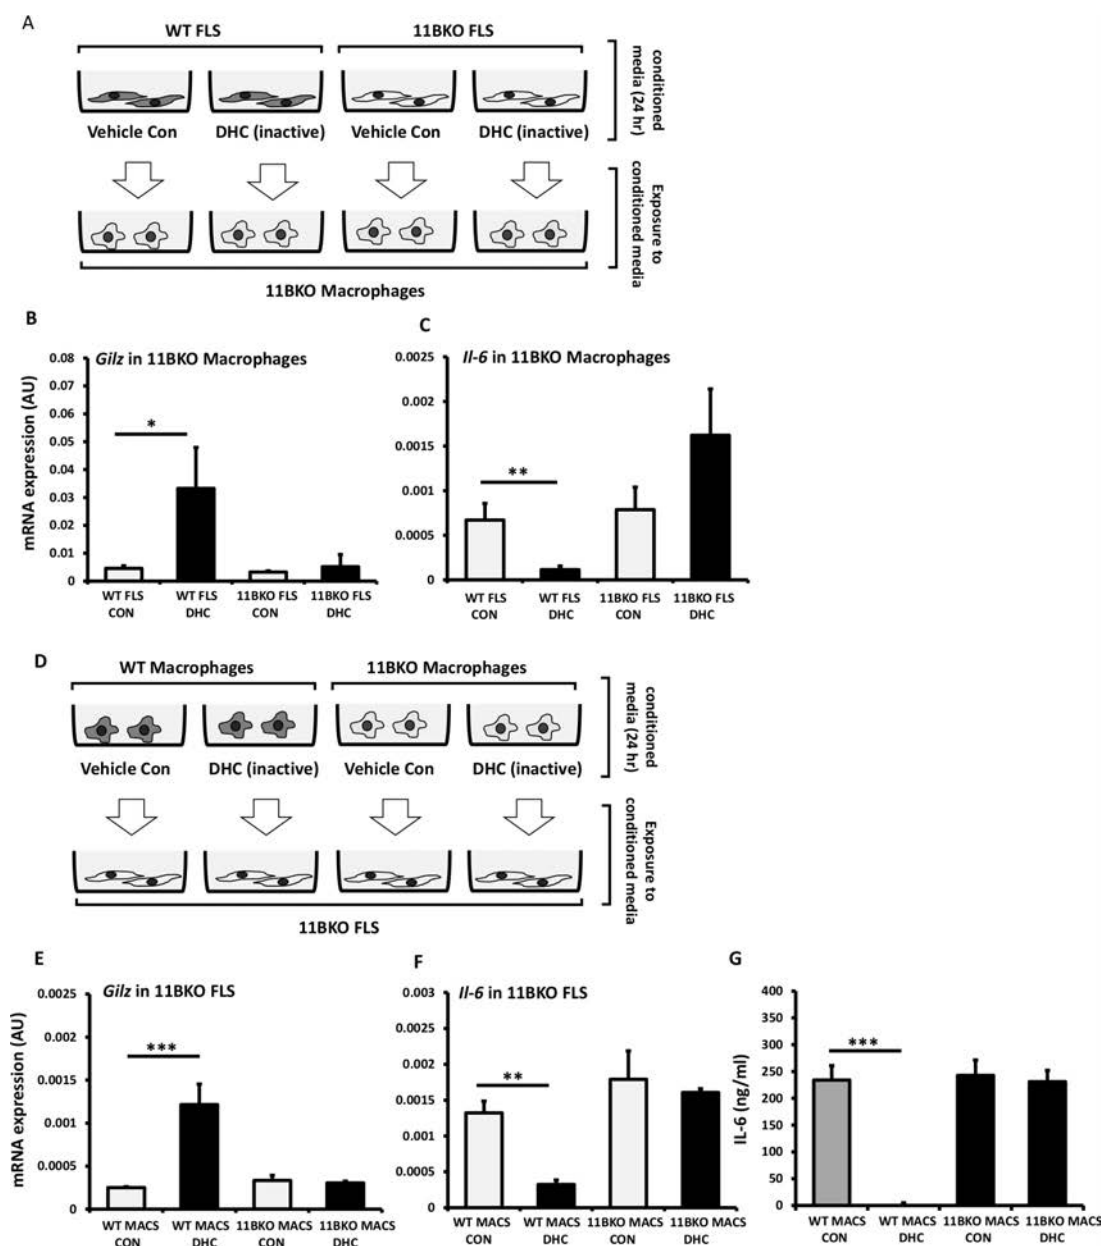 A
WT FLS
11BKO FLS
Vehicle Con
DHC (inactive)
Vehicle Con
DHC (inactive)
conditioned
media (24 hr)
Exposure to
conditioned media
11BKO Macrophages
B
Gilz in 11BKO Macrophages
mRNA expression (AU)
0.08
0.07
0.06
0.05
0.04
0.03
0.02
0.01
0
*
WT FLS
CON
WT FLS
DHC
11BKO FLS
CON
11BKO FLS
DHC
C
Il-6 in 11BKO Macrophages
0.0025
0.002
0.0015
0.001
0.0005
0
**
WT FLS
CON
WT FLS
DHC
11BKO FLS
CON
11BKO FLS
DHC
D
WT Macrophages
11BKO Macrophages
Vehicle Con
DHC (inactive)
Vehicle Con
DHC (inactive)
conditioned
media (24 hr)
Exposure to
conditioned media
11BKO FLS
E
Gilz in 11BKO FLS
mRNA expression (AU)
0.0025
0.002
0.0015
0.001
0.0005
0
***
WT MACS
CON
WT MACS
DHC
11BKO MACS
CON
11BKO MACS
DHC
F
Il-6 in 11BKO FLS
0.003
0.0025
0.002
0.0015
0.001
0.0005
0
**
WT MACS
CON
WT MACS
DHC
11BKO MACS
CON
11BKO MACS
DHC
G
IL-6 (ng/ml)
400
350
300
250
200
150
100
50
0
***
WT MACS
CON
WT MACS
DHC
11BKO MACS
CON
11BKO MACS
DHC